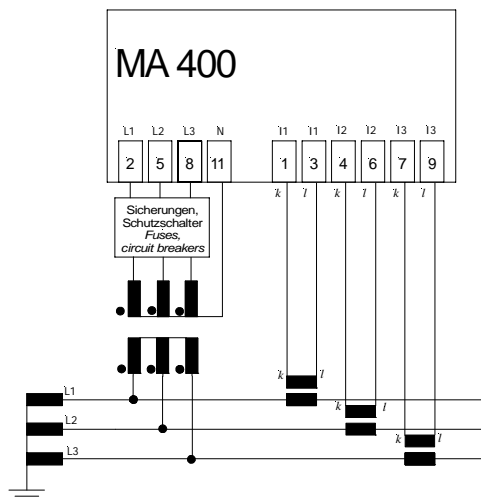 MA 400
L1 L2 L3 N I1 I1 I2 I2 I3 I3
2 5 8 11 1 3 4 6 7 9
k l k l k l
Sicherungen,
Schutzschalter
Fuses,
circuit breakers
k l
L1
k l
L2
k l
L3